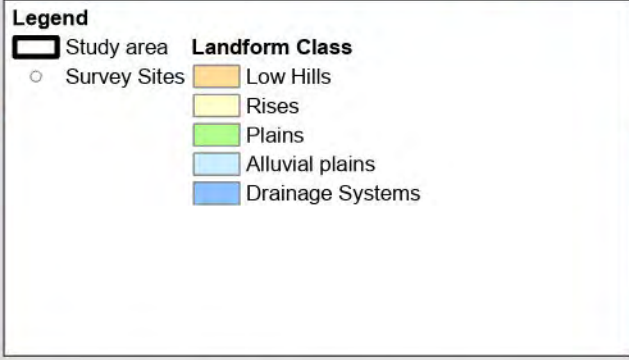 Legend
Study area
Survey Sites
Landform Class
Low Hills
Rises
Plains
Alluvial plains
Drainage Systems